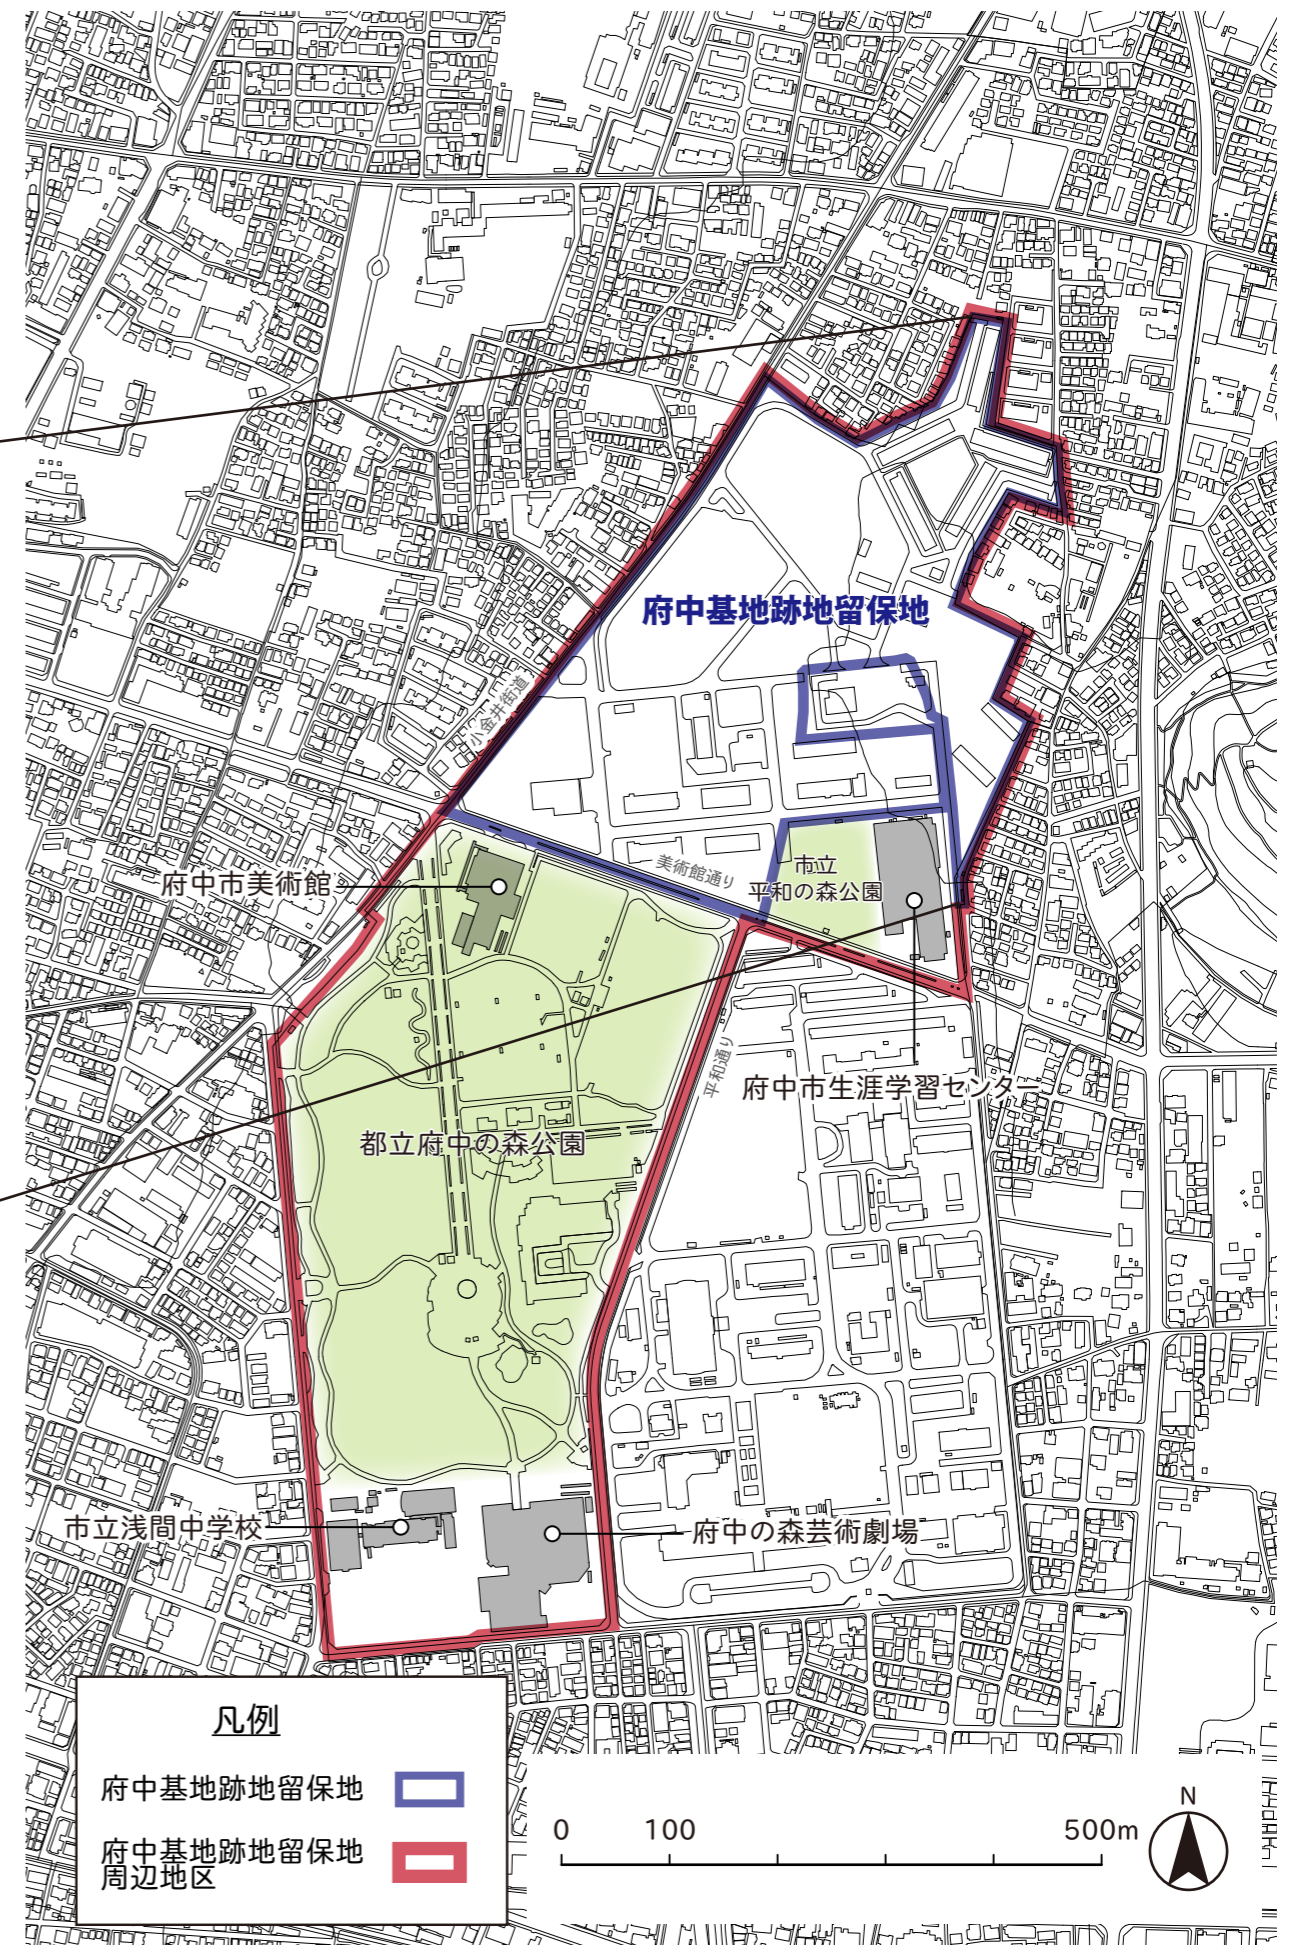 府中基地跡地留保地
小金井街道
美術館通り
市立
平和の森公園
府中市美術館
平和通り
府中市生涯学習センター
都立府中の森公園
市立浅間中学校
府中の森芸術劇場
凡例
府中基地跡地留保地
府中基地跡地留保地
周辺地区
0 100 500m
N